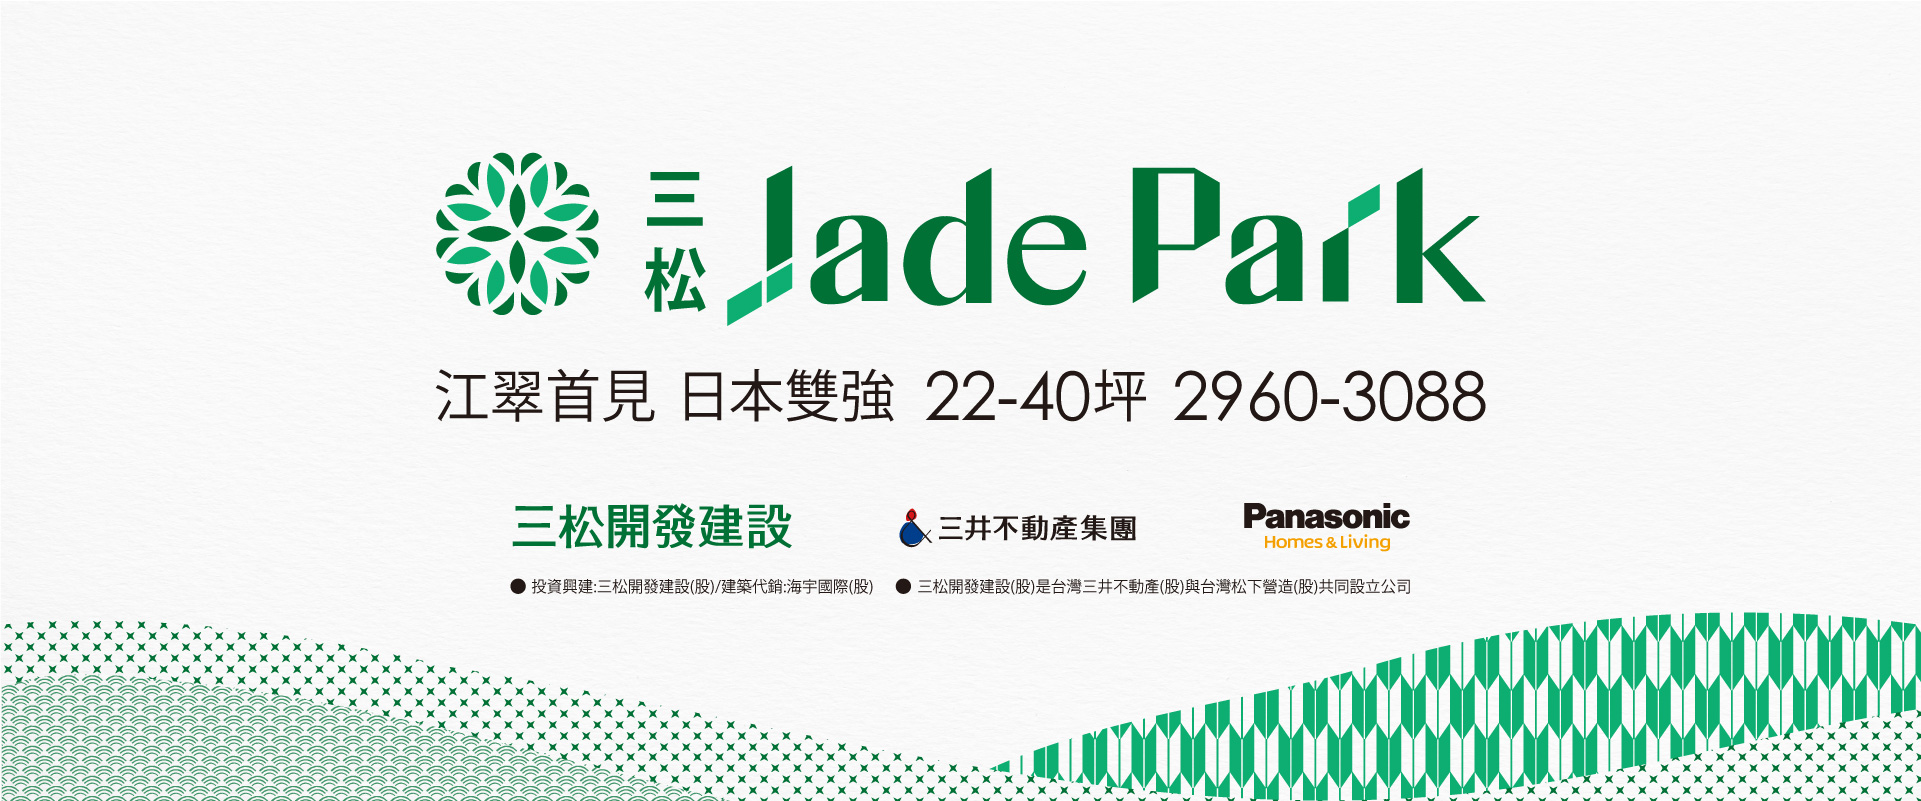 三松 Jade Park
江翠首見 日本雙強 22-40坪 2960-3088
三松開發建設 三井不動產集團 Panasonic
Homes & Living
● 投資興建:三松開發建設(股)/建築代銷:海宇國際(股) ● 三松開發建設(股)是台灣三井不動產(股)與台灣松下營造(股)共同設立公司